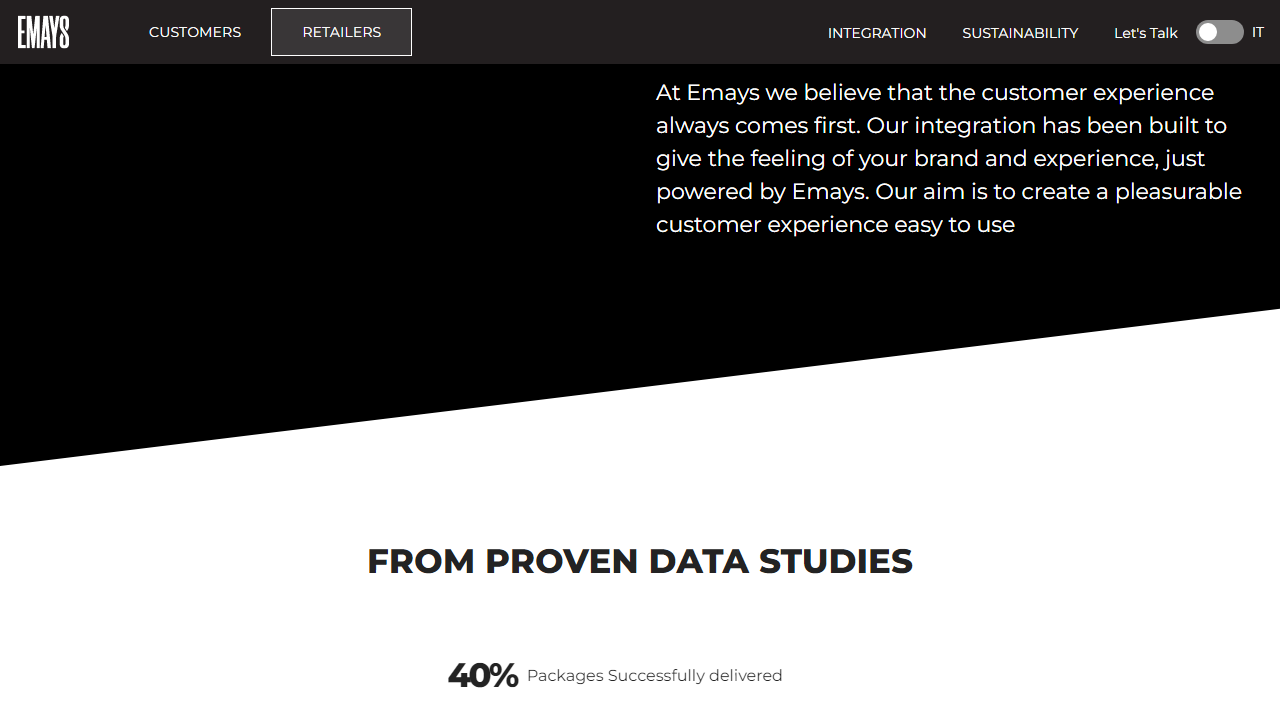 EMAYS
CUSTOMERS
RETAILERS
INTEGRATION
SUSTAINABILITY
Let's Talk
IT
At Emays we believe that the customer experience
always comes first. Our integration has been built to
give the feeling of your brand and experience, just
powered by Emays. Our aim is to create a pleasurable
customer experience easy to use
FROM PROVEN DATA STUDIES
40% Packages Successfully delivered